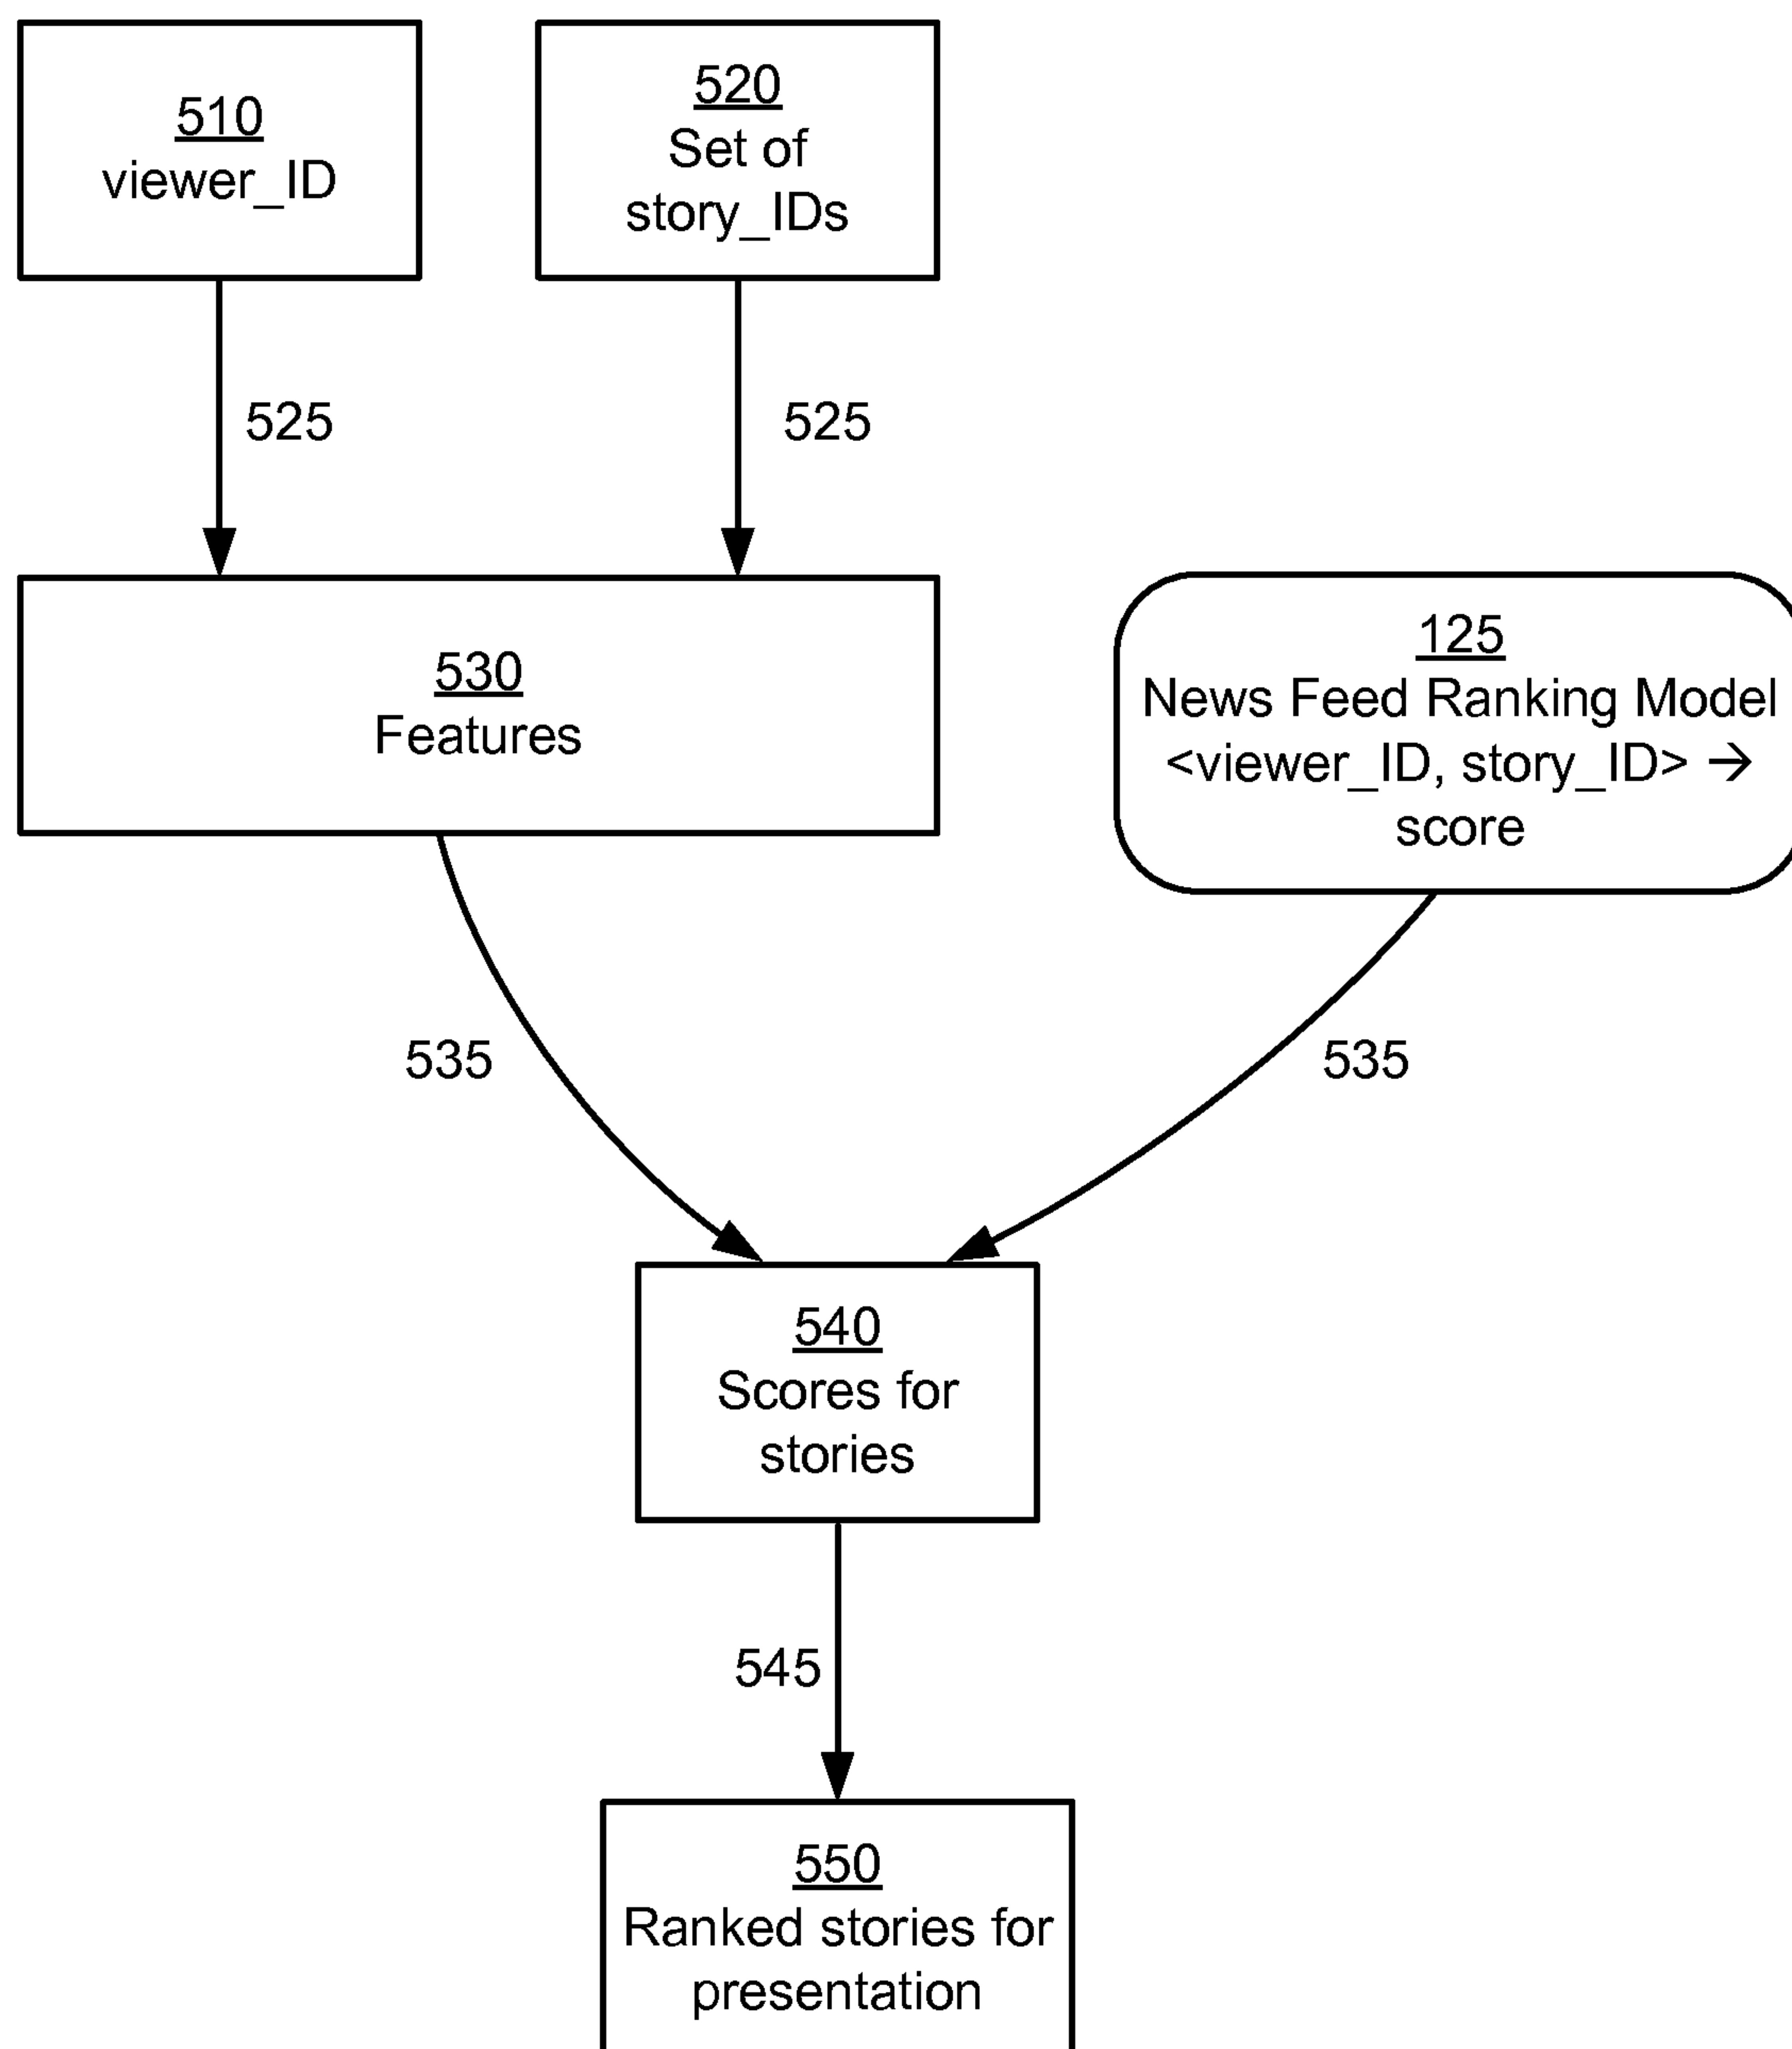 510
viewer_ID
520
Set of
story_IDs
525
525
530
Features
125
News Feed Ranking Model
<viewer_ID, story_ID> →
score
535
535
540
Scores for
stories
545
550
Ranked stories for
presentation